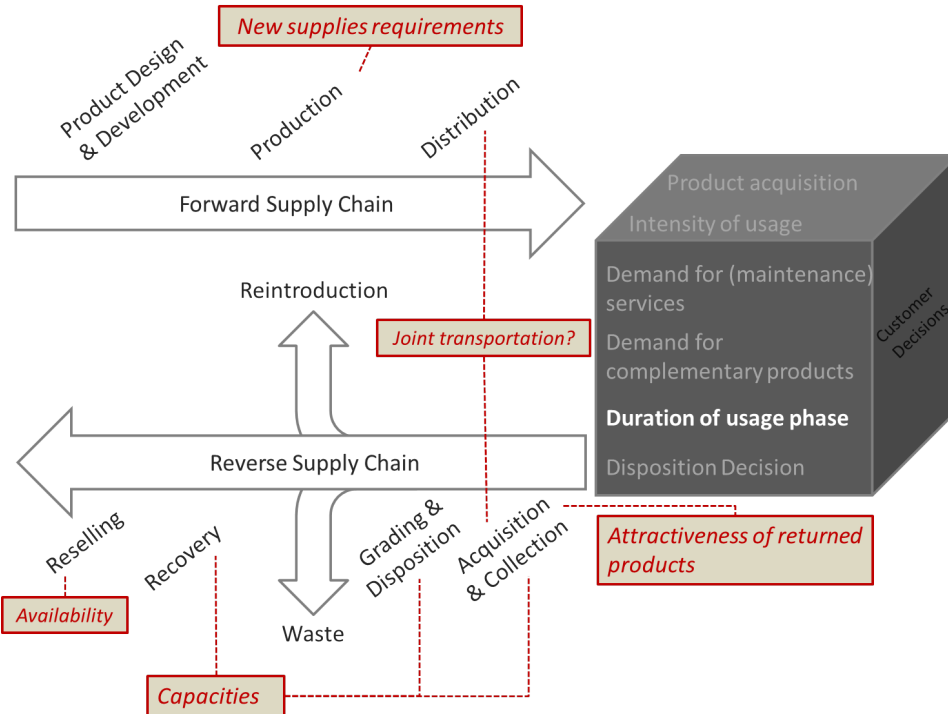 New supplies requirements
Product Design
& Development
Production
Distribution
Forward Supply Chain
Product acquisition
Intensity of usage
Demand for (maintenance)
services
Demand for
complementary products
Duration of usage phase
Disposition Decision
Customer
Decisions
Reintroduction
Joint transportation?
Reverse Supply Chain
Reselling
Recovery
Grading &
Disposition
Acquisition
& Collection
Attractiveness of returned
products
Availability
Waste
Capacities